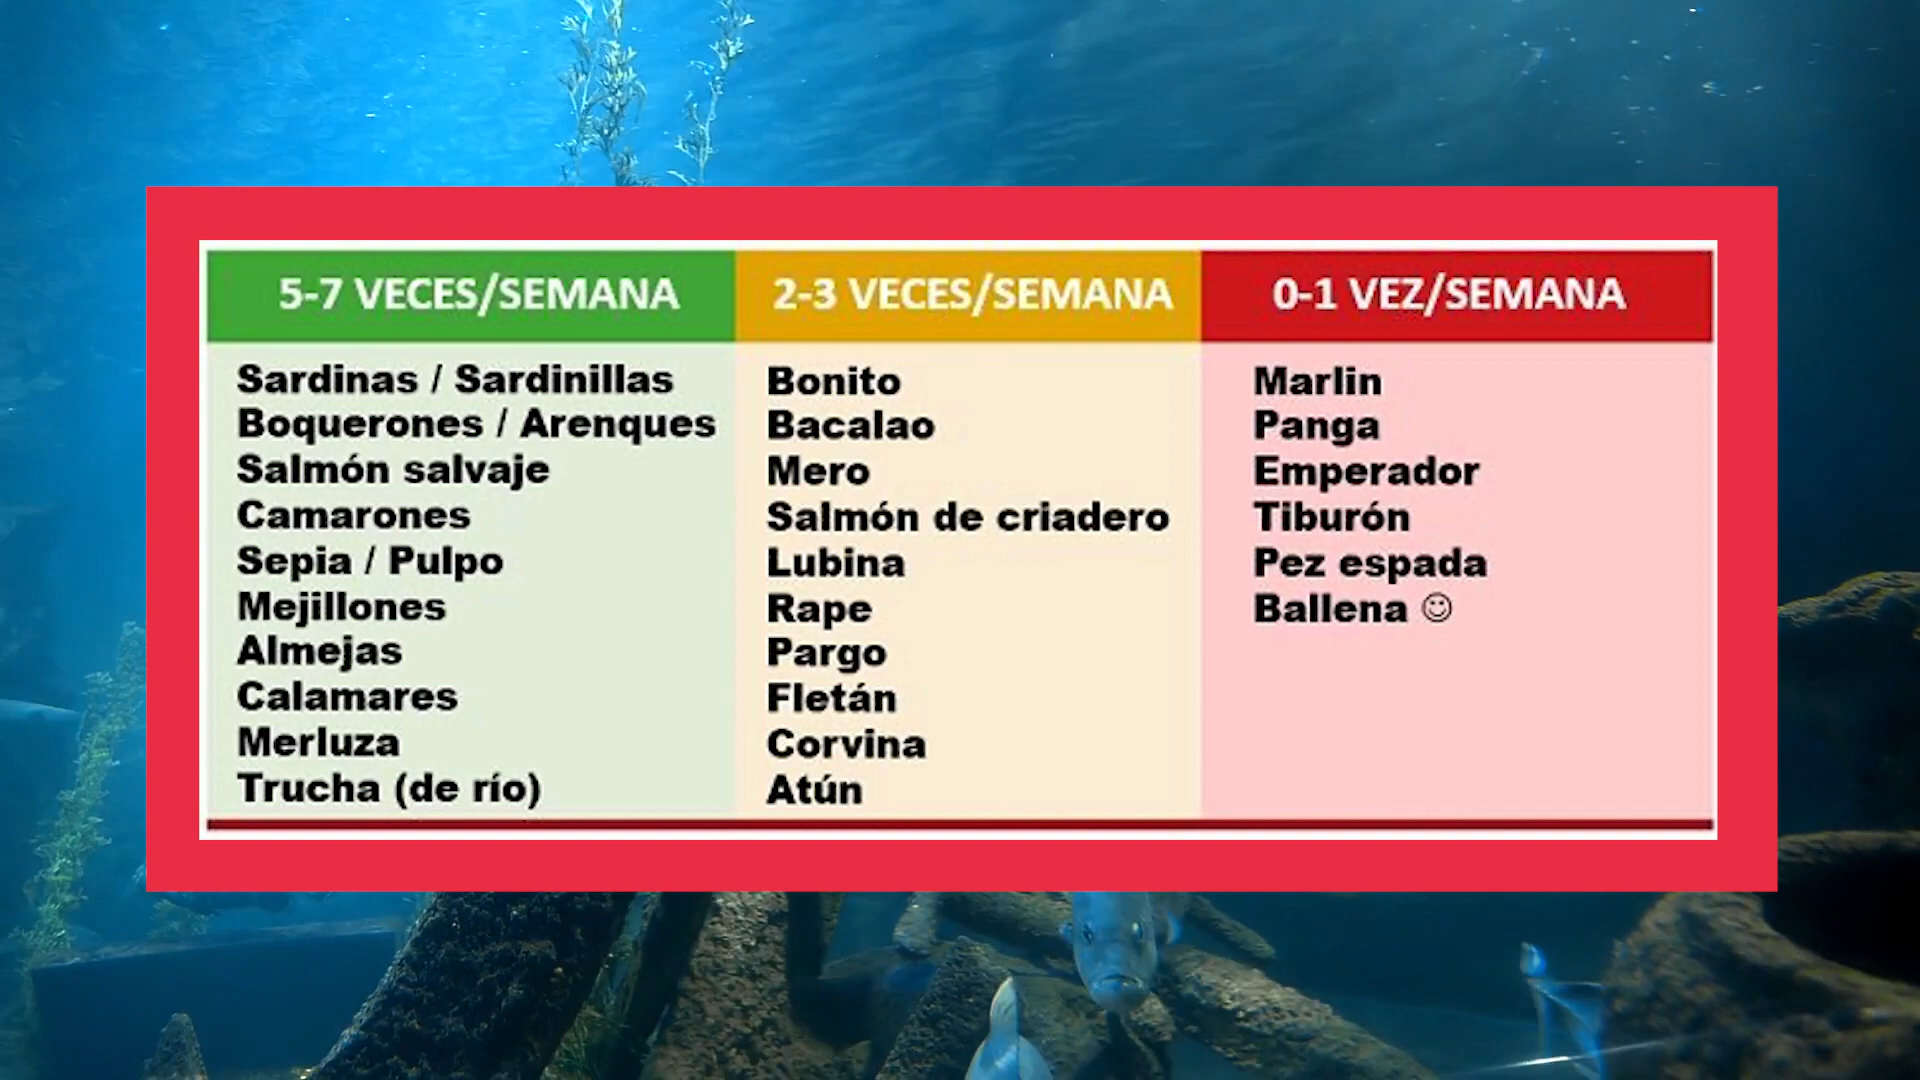 5-7 VECES/SEMANA
Sardinas / Sardinillas
Boquerones / Arenques
Salmón salvaje
Camarones
Sepia / Pulpo
Mejillones
Almejas
Calamares
Merluza
Trucha (de río)
2-3 VECES/SEMANA
Bonito
Bacalao
Mero
Salmón de criadero
Lubina
Rape
Pargo
Fletán
Corvina
Atún
0-1 VEZ/SEMANA
Marlin
Panga
Emperador
Tiburón
Pez espada
Ballena ☺